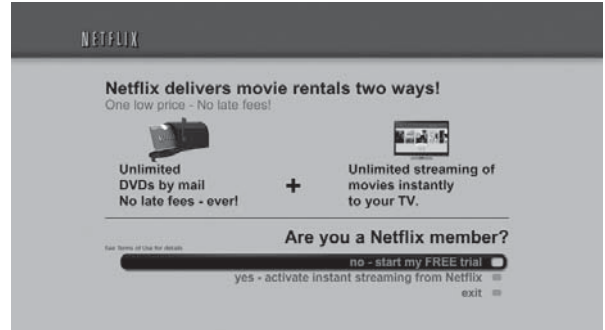 NETFLIX
Netflix delivers movie rentals two ways!
One low price - No late fees!
Unlimited
DVDs by mail
No late fees - ever!
+
Unlimited streaming of
movies instantly
to your TV.
Are you a Netflix member?
See Terms of Use for details.
no - start my FREE trial
yes - activate instant streaming from Netflix
exit